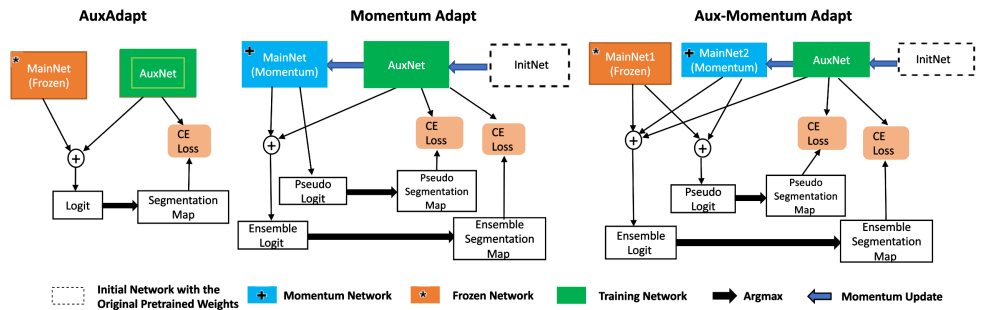 AuxAdapt
* MainNet
(Frozen)
AuxNet
CE
Loss
+
Logit
Segmentation
Map
Momentum Adapt
+ MainNet
(Momentum)
AuxNet
InitNet
CE
Loss
CE
Loss
+
Pseudo
Logit
Pseudo
Segmentation
Map
Ensemble
Logit
Ensemble
Segmentation
Map
Aux-Momentum Adapt
* MainNet1
(Frozen)
+ MainNet2
(Momentum)
AuxNet
InitNet
CE
Loss
CE
Loss
+
+
Pseudo
Logit
Pseudo
Segmentation
Map
Ensemble
Logit
Ensemble
Segmentation
Map
Initial Network with the
Original Pretrained Weights
+ Momentum Network
* Frozen Network
Training Network
Argmax
Momentum Update